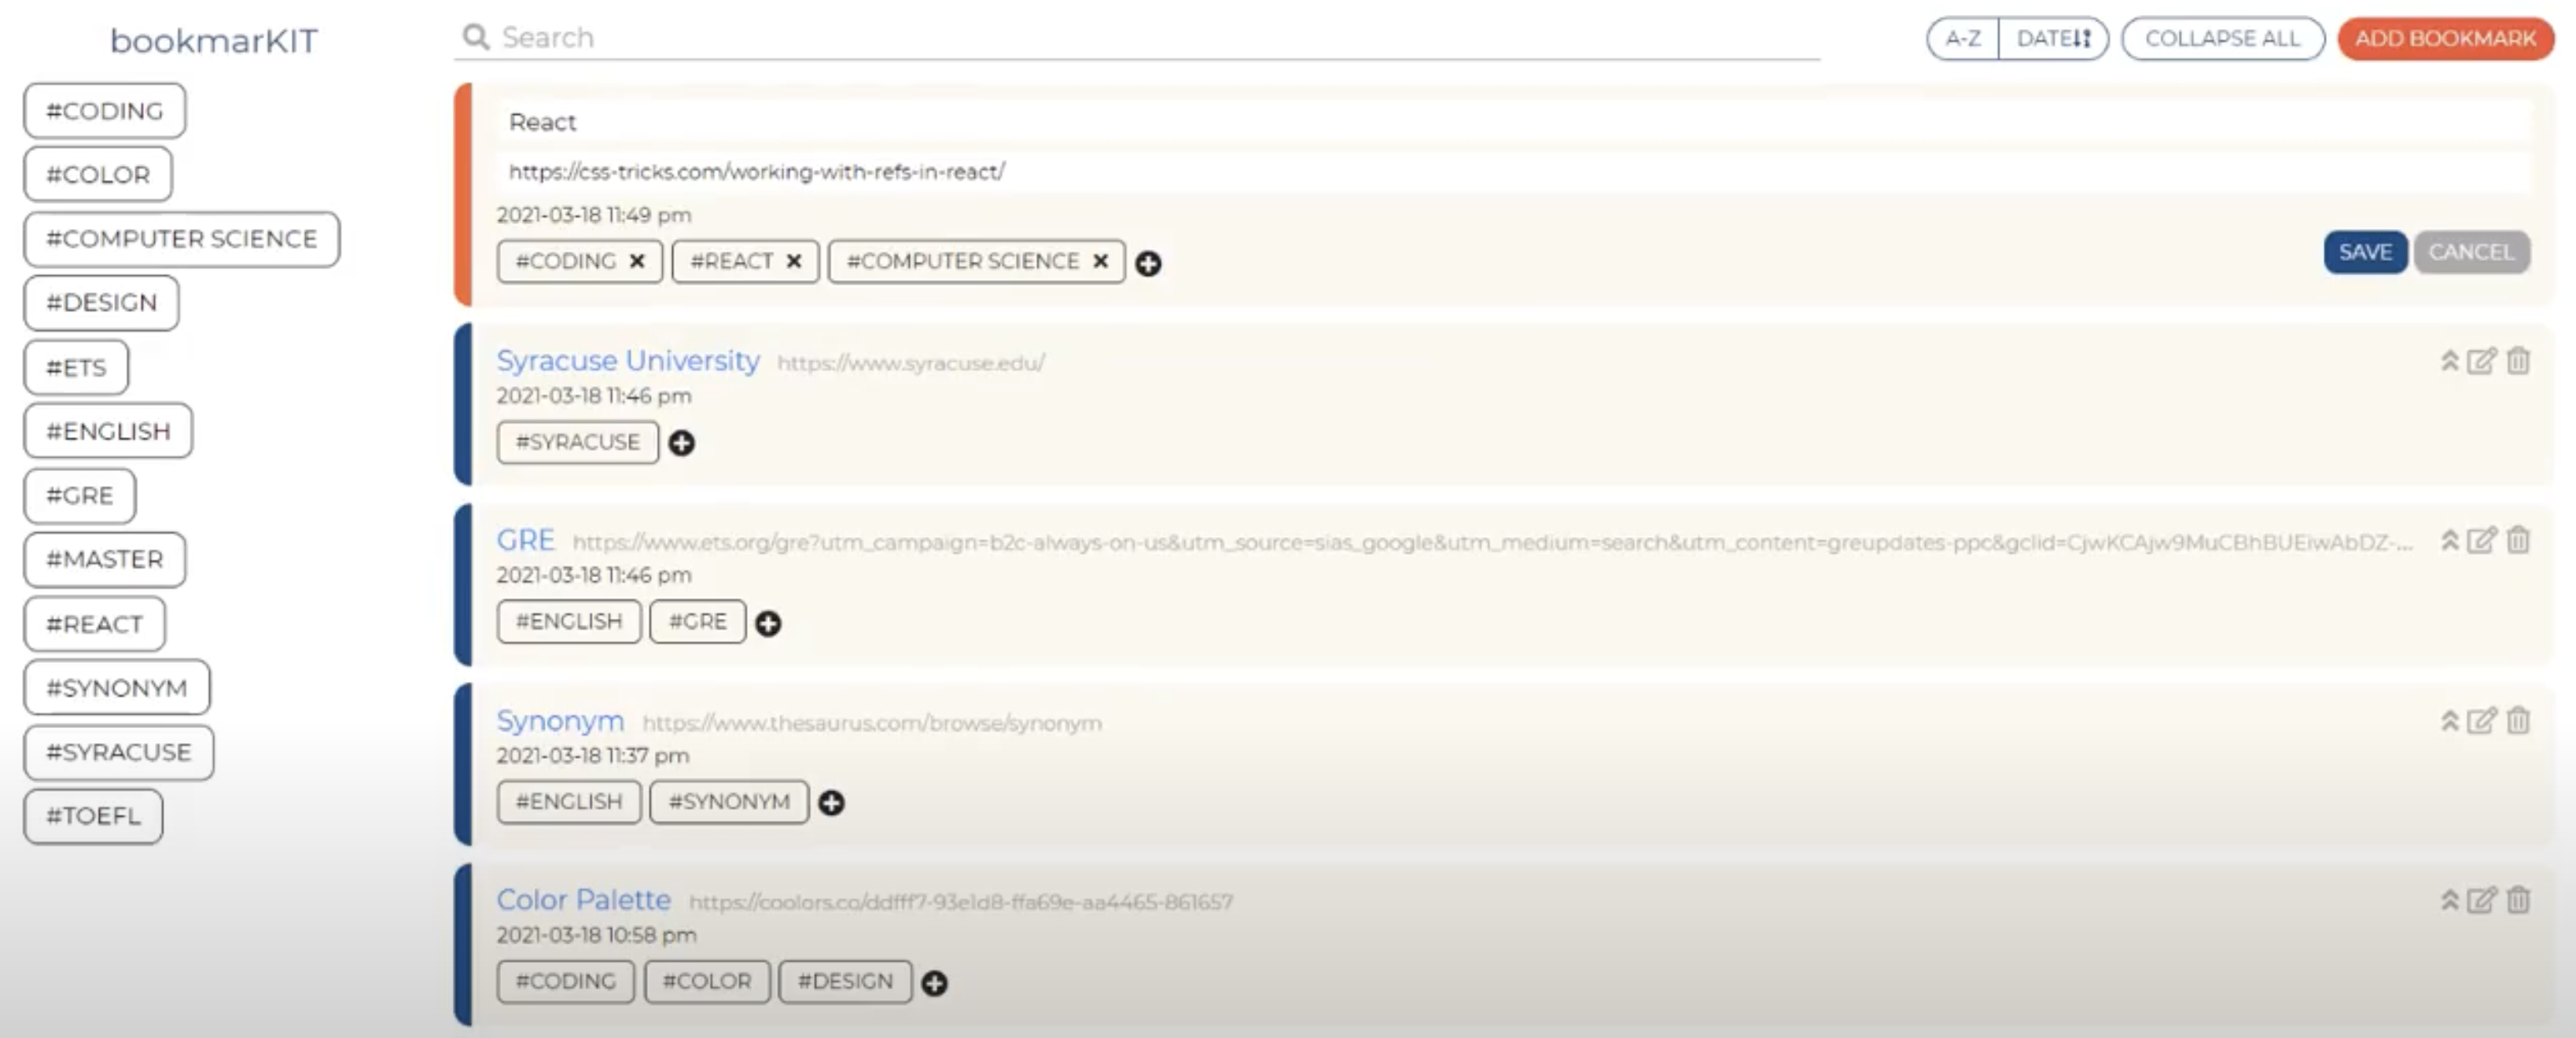 bookmarKIT
#CODING
#COLOR
#COMPUTER SCIENCE
#DESIGN
#ETS
#ENGLISH
#GRE
#MASTER
#REACT
#SYNONYM
#SYRACUSE
#TOEFL
Search
A-Z DATE COLLAPSE ALL ADD BOOKMARK
React
https://css-tricks.com/working-with-refs-in-react/
2021-03-18 11:49 pm
#CODING #REACT #COMPUTER SCIENCE
SAVE CANCEL
Syracuse University https://www.syracuse.edu/
2021-03-18 11:46 pm
#SYRACUSE
GRE https://www.ets.org/gre?utm_campaign=b2c-always-on-us&utm_source=sias_google&utm_medium=search&utm_content=greupdates-ppc&gclid=CjwKCAjw9MuCBhBUEiwAbDZ-...
2021-03-18 11:46 pm
#ENGLISH #GRE
Synonym https://www.thesaurus.com/browse/synonym
2021-03-18 11:37 pm
#ENGLISH #SYNONYM
Color Palette https://coolors.co/ddfff7-93e1d8-ffa69e-aa4465-861657
2021-03-18 10:58 pm
#CODING #COLOR #DESIGN